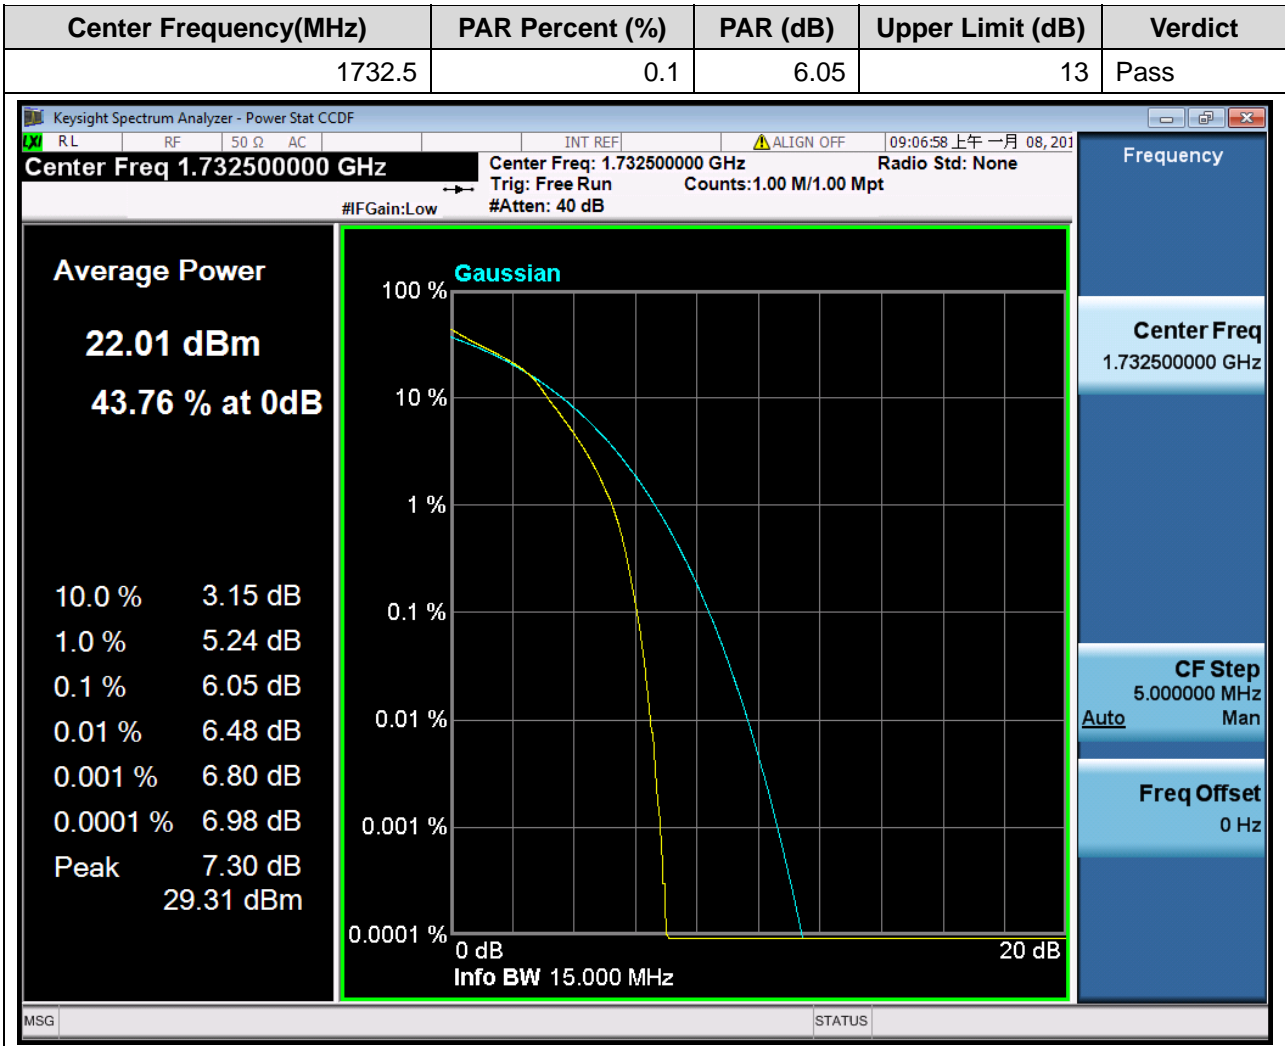 Center Frequency(MHz) PAR Percent (%) PAR (dB) Upper Limit (dB) Verdict
1732.5 0.1 6.05 13 Pass
Keysight Spectrum Analyzer - Power Stat CCDF
LXI RL RF 50 Ω AC INT REF ALIGN OFF 09:06:58 上午 一月 08, 201
Center Freq 1.732500000 GHz
Center Freq: 1.732500000 GHz Radio Std: None
Trig: Free Run Counts:1.00 M/1.00 Mpt
#IFGain:Low #Atten: 40 dB
Average Power
22.01 dBm
43.76 % at 0dB
10.0 % 3.15 dB
1.0 % 5.24 dB
0.1 % 6.05 dB
0.01 % 6.48 dB
0.001 % 6.80 dB
0.0001 % 6.98 dB
Peak 7.30 dB
29.31 dBm
Gaussian
100 %
10 %
1 %
0.1 %
0.01 %
0.001 %
0.0001 %
0 dB 20 dB
Info BW 15.000 MHz
Frequency
Center Freq
1.732500000 GHz
CF Step
5.000000 MHz
Auto Man
Freq Offset
0 Hz
MSG STATUS